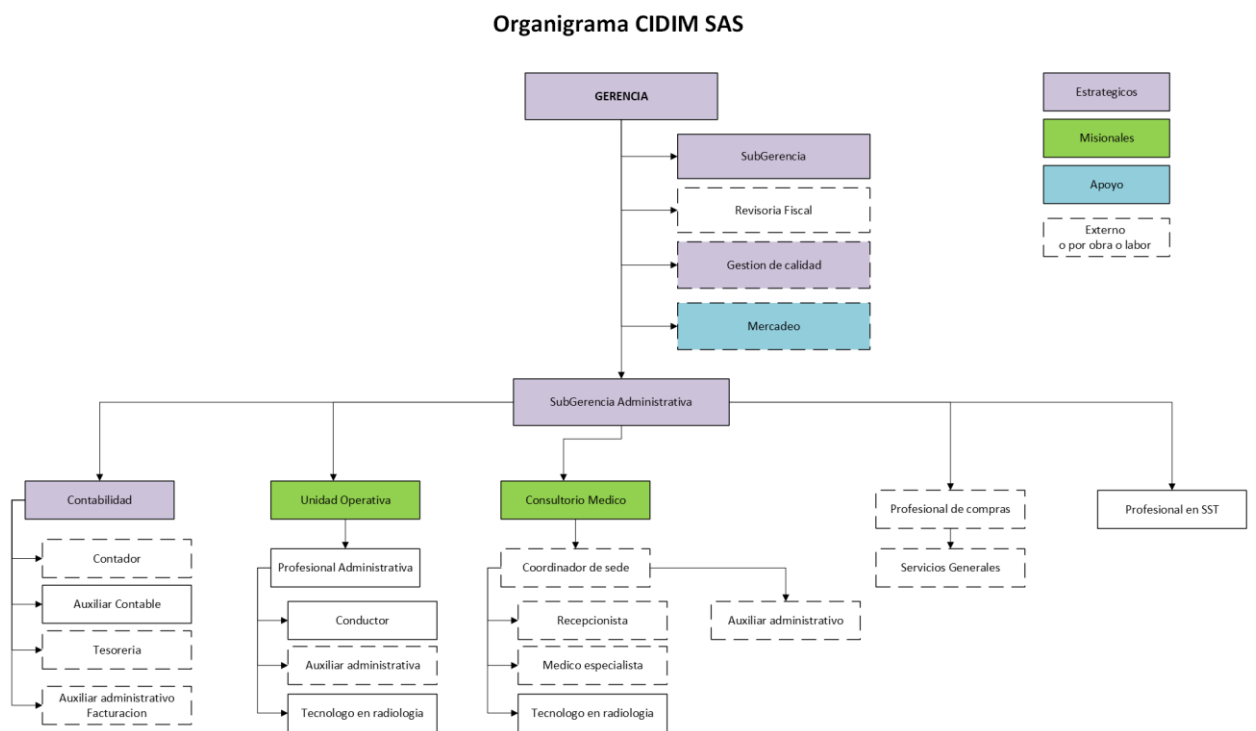 Organigrama CIDIM SAS
GERENCIA
Estrategicos
Misionales
Apoyo
Externo
o por obra o labor
SubGerencia
Revisoria Fiscal
Gestion de calidad
Mercadeo
SubGerencia Administrativa
Contabilidad
Unidad Operativa
Consultorio Medico
Profesional de compras
Profesional en SST
Contador
Profesional Administrativa
Coordinador de sede
Servicios Generales
Auxiliar Contable
Conductor
Recepcionista
Auxiliar administrativo
Tesoreria
Auxiliar administrativa
Medico especialista
Auxiliar administrativo
Facturacion
Tecnologo en radiologia
Tecnologo en radiologia